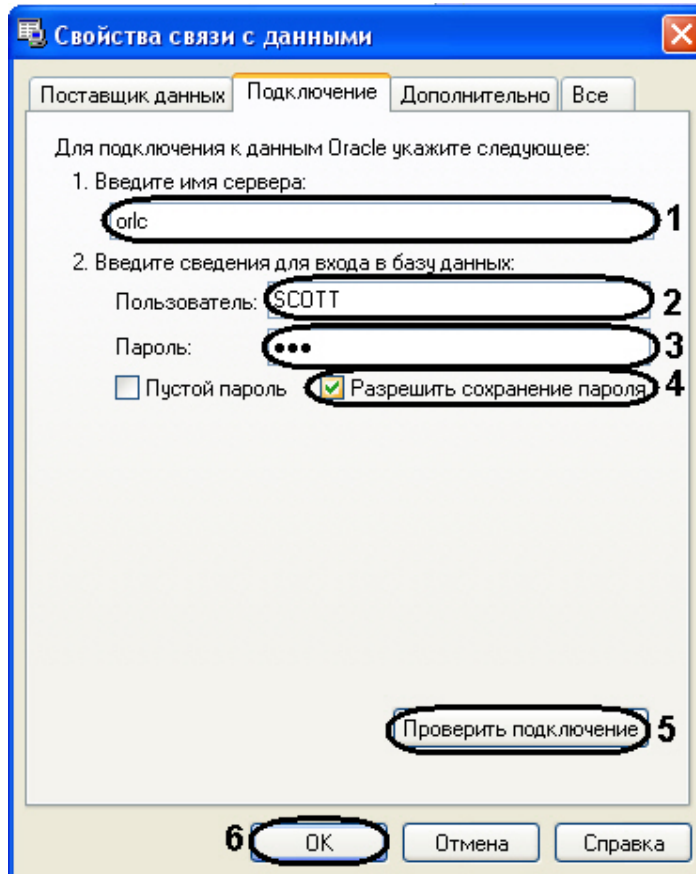 Свойства связи с данными
Поставщик данных Подключение Дополнительно Все
Для подключения к данным Oracle укажите следующее:
1. Введите имя сервера:
orlc 1
2. Введите сведения для входа в базу данных:
Пользователь: SCOTT 2
Пароль: ●●● 3
Пустой пароль Разрешить сохранение пароля 4
Проверить подключение 5
6 OK Отмена Справка